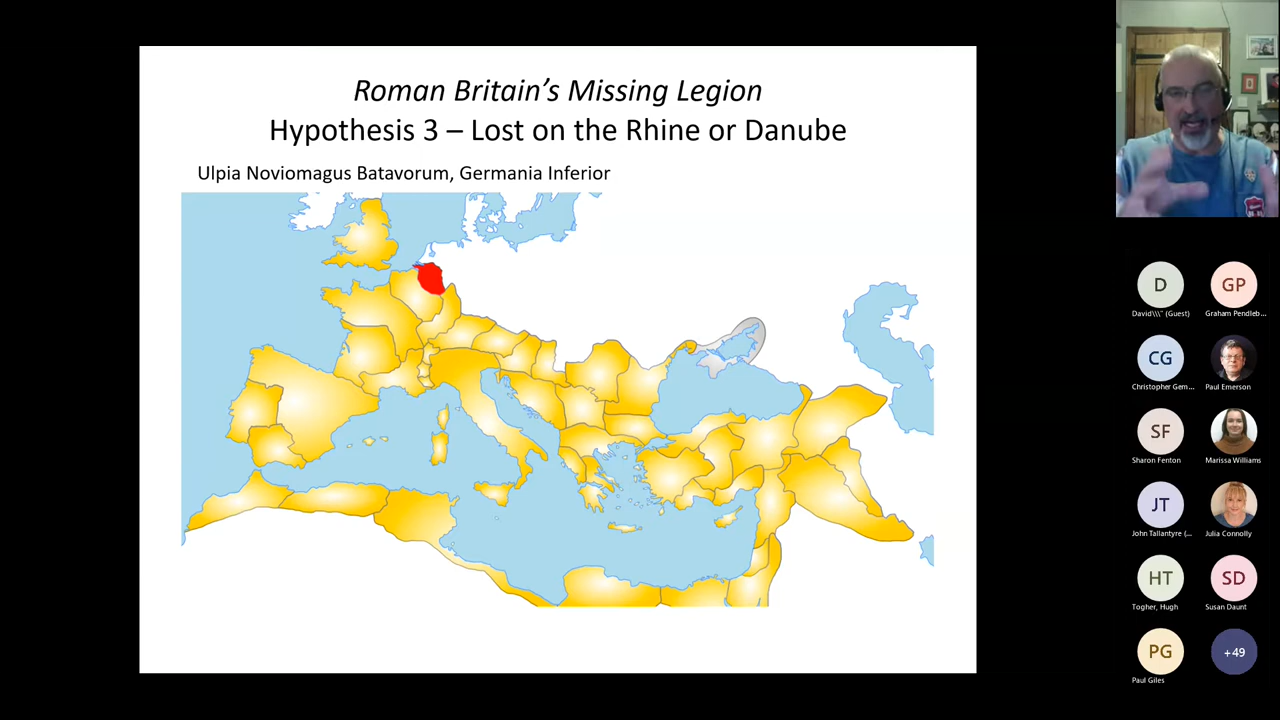 Roman Britain's Missing Legion
Hypothesis 3 – Lost on the Rhine or Danube
Ulpia Noviomagus Batavorum, Germania Inferior
D
GP
David\\\" (Guest)
Graham Pendleb...
CG
Christopher Gem...
Paul Emerson
SF
Sharon Fenton
Marissa Williams
JT
John Tallantyre (...
Julia Connolly
HT
SD
Togher, Hugh
Susan Daunt
PG
+49
Paul Giles